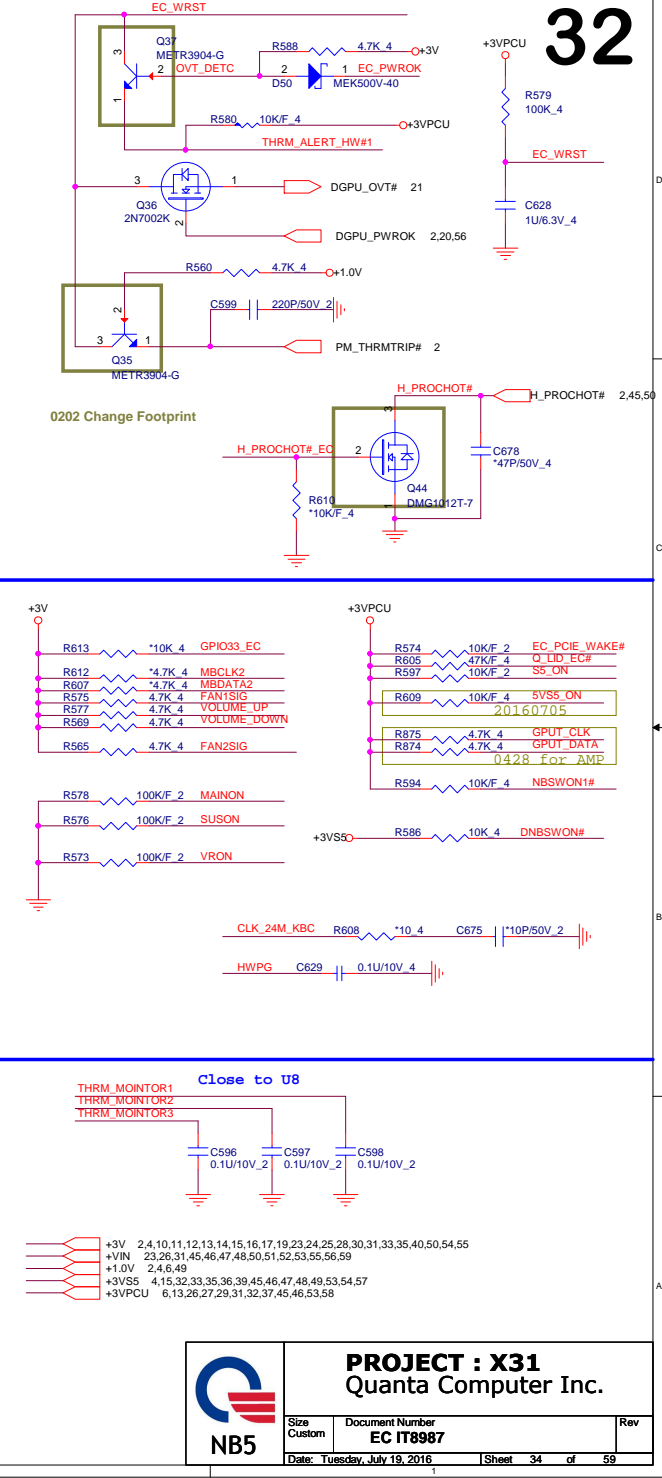 EC_WRST
32
Q37
METR3904-G
3
2
1
OVT_DETC
R588
4.7K_4
+3V
2
1
EC_PWROK
D50
MEK500V-40
+3VPCU
R579
100K_4
R580
10K/F_4
+3VPCU
THRM_ALERT_HW#1
EC_WRST
D
3
1
DGPU_OVT# 21
Q36
2N7002K
2
C628
1U/6.3V_4
DGPU_PWROK 2,20,56
R560
4.7K_4
+1.0V
C599
220P/50V_2
2
3
1
PM_THRMTRIP# 2
Q35
METR3904-G
H_PROCHOT#
H_PROCHOT# 2,45,50
0202 Change Footprint
3
H_PROCHOT#_EC
2
C678
*47P/50V_4
Q44
DMG1012T-7
1
R610
*10K/F_4
C
+3V
R613 *10K_4 GPIO33_EC
R612 *4.7K_4 MBCLK2
R607 *4.7K_4 MBDATA2
R575 4.7K_4 FAN1SIG
R577 4.7K_4 VOLUME_UP
R569 4.7K_4 VOLUME_DOWN
R565 4.7K_4 FAN2SIG
R578 100K/F_2 MAINON
R576 100K/F_2 SUSON
R573 100K/F_2 VRON
+3VPCU
R574 10K/F_2 EC_PCIE_WAKE#
R605 47K/F_4 Q_LID_EC#
R597 10K/F_2 S5_ON
R609 10K/F_4 5VS5_ON
20160705
R875 4.7K_4 GPUT_CLK
R874 4.7K_4 GPUT_DATA
0428 for AMP
R594 10K/F_4 NBSWON1#
+3VS5 R586 10K_4 DNBSWON#
B
CLK_24M_KBC R608 *10_4 C675 *10P/50V_2
HWPG C629 0.1U/10V_4
Close to U8
THRM_MOINTOR1
THRM_MOINTOR2
THRM_MOINTOR3
C596
0.1U/10V_2
C597
0.1U/10V_2
C598
0.1U/10V_2
+3V 2,4,10,11,12,13,14,15,16,17,19,23,24,25,28,30,31,33,35,40,50,54,55
+VIN 23,26,31,45,46,47,48,50,51,52,53,55,56,59
+1.0V 2,4,6,49
+3VS5 4,15,32,33,35,36,39,45,46,47,48,49,53,54,57
+3VPCU 6,13,26,27,29,31,32,37,45,46,53,58
A
PROJECT : X31
Quanta Computer Inc.
NB5
Size
Custom
Document Number
EC IT8987
Rev
Date: Tuesday, July 19, 2016
Sheet 34 of 59
1